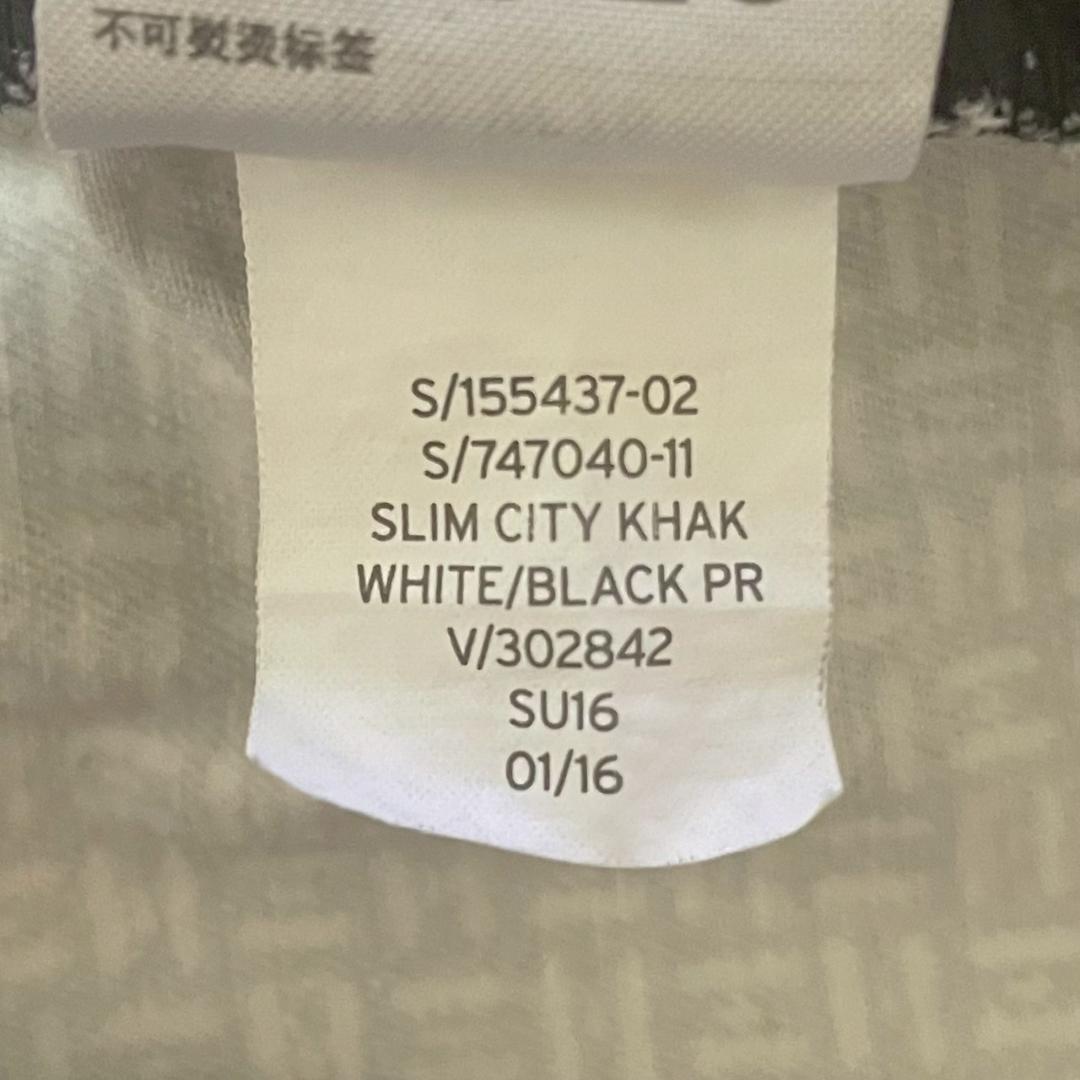 不可熨烫标签
S/155437-02
S/747040-11
SLIM CITY KHAK
WHITE/BLACK PR
V/302842
SU16
01/16